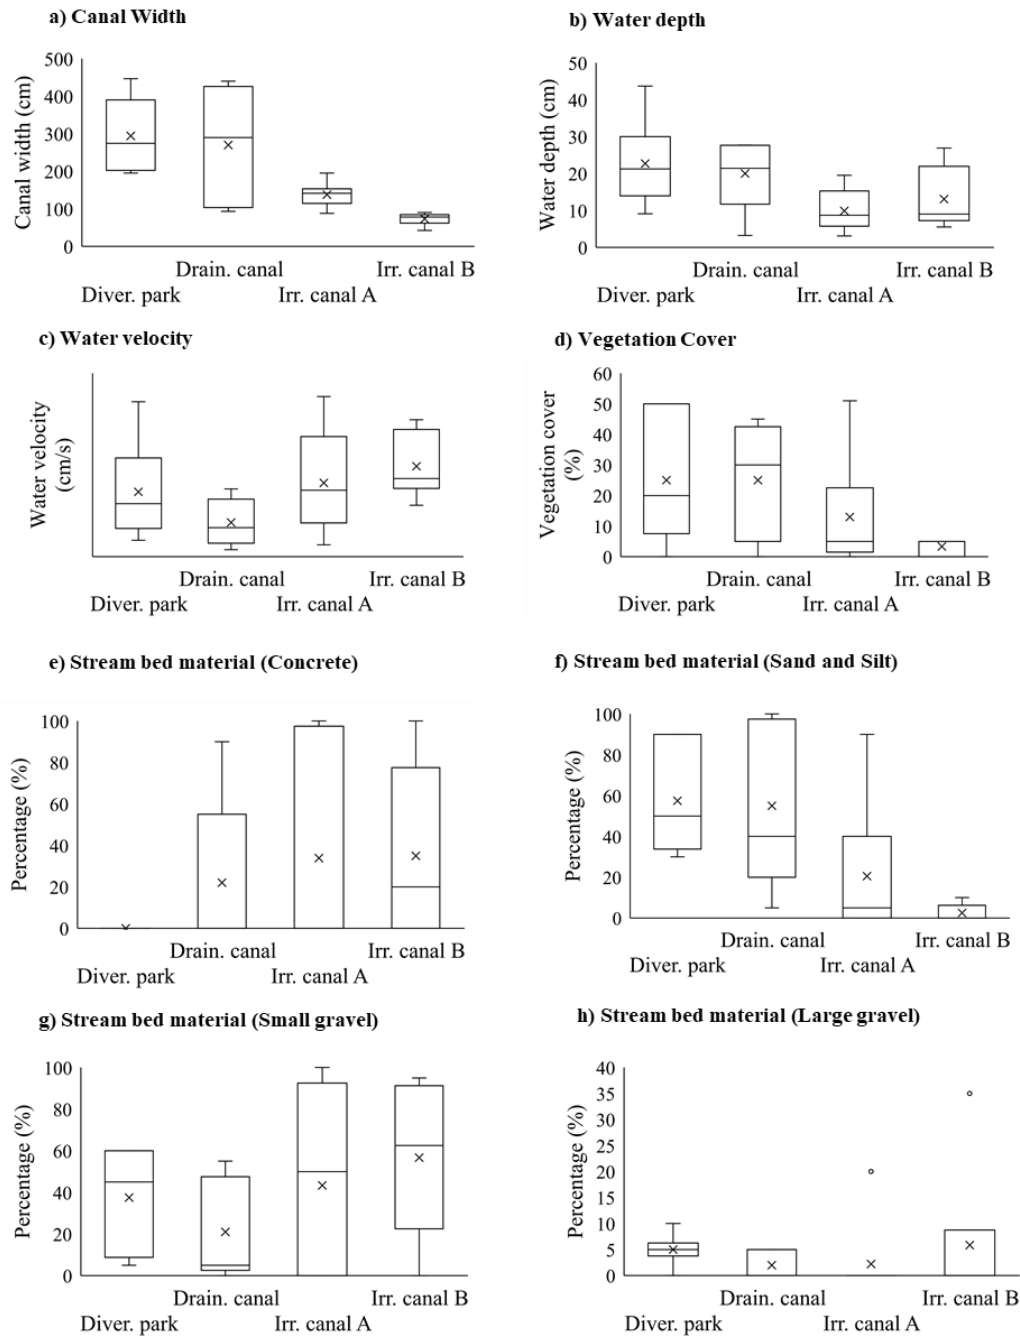 a) Canal Width
Canal width (cm)
500
400
300
200
100
0
Drain. canal
Irr. canal B
Diver. park
Irr. canal A
b) Water depth
Water depth (cm)
50
40
30
20
10
0
Drain. canal
Irr. canal B
Diver. park
Irr. canal A
c) Water velocity
Water velocity
(cm/s)
Drain. canal
Irr. canal B
Diver. park
Irr. canal A
d) Vegetation Cover
Vegetation cover
(%)
60
50
40
30
20
10
0
Drain. canal
Irr. canal B
Diver. park
Irr. canal A
e) Stream bed material (Concrete)
Percentage (%)
100
80
60
40
20
0
Drain. canal
Irr. canal B
Diver. park
Irr. canal A
f) Stream bed material (Sand and Silt)
Percentage (%)
100
80
60
40
20
0
Drain. canal
Irr. canal B
Diver. park
Irr. canal A
g) Stream bed material (Small gravel)
Percentage (%)
100
80
60
40
20
0
Drain. canal
Irr. canal B
Diver. park
Irr. canal A
h) Stream bed material (Large gravel)
Percentage (%)
40
35
30
25
20
15
10
5
0
Drain. canal
Irr. canal B
Diver. park
Irr. canal A